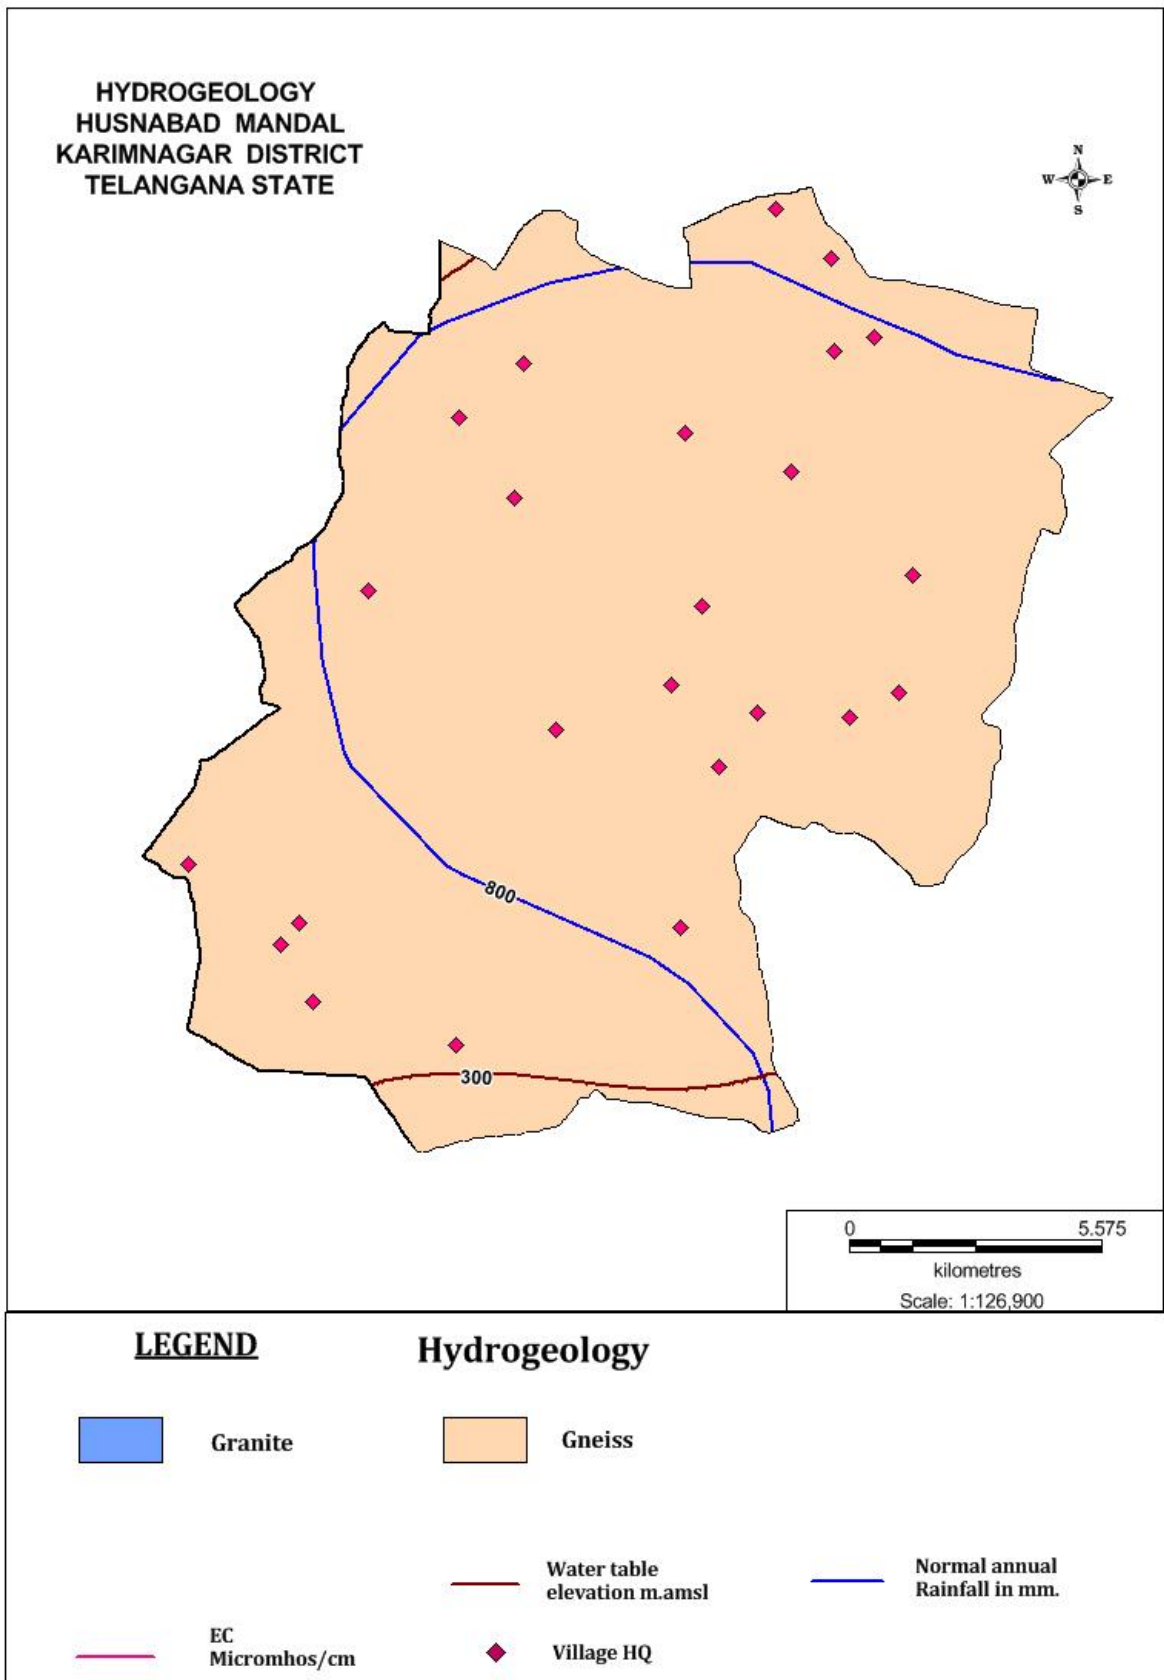 HYDROGEOLOGY
HUSNABAD MANDAL
KARIMNAGAR DISTRICT
TELANGANA STATE
N
W E
S
800
300
0 5.575
kilometres
Scale: 1:126,900
LEGEND Hydrogeology
Granite Gneiss
Water table
elevation m.amsl
Normal annual
Rainfall in mm.
EC
Micromhos/cm
Village HQ